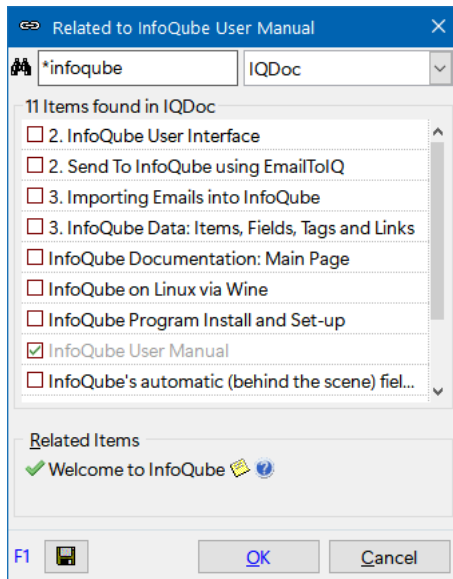 Related to InfoQube User Manual
*infoqube
IQDoc
11 Items found in IQDoc
2. InfoQube User Interface
2. Send To InfoQube using EmailToIQ
3. Importing Emails into InfoQube
3. InfoQube Data: Items, Fields, Tags and Links
InfoQube Documentation: Main Page
InfoQube on Linux via Wine
InfoQube Program Install and Set-up
InfoQube User Manual
InfoQube's automatic (behind the scene) fiel...
Related Items
Welcome to InfoQube
F1
OK
Cancel